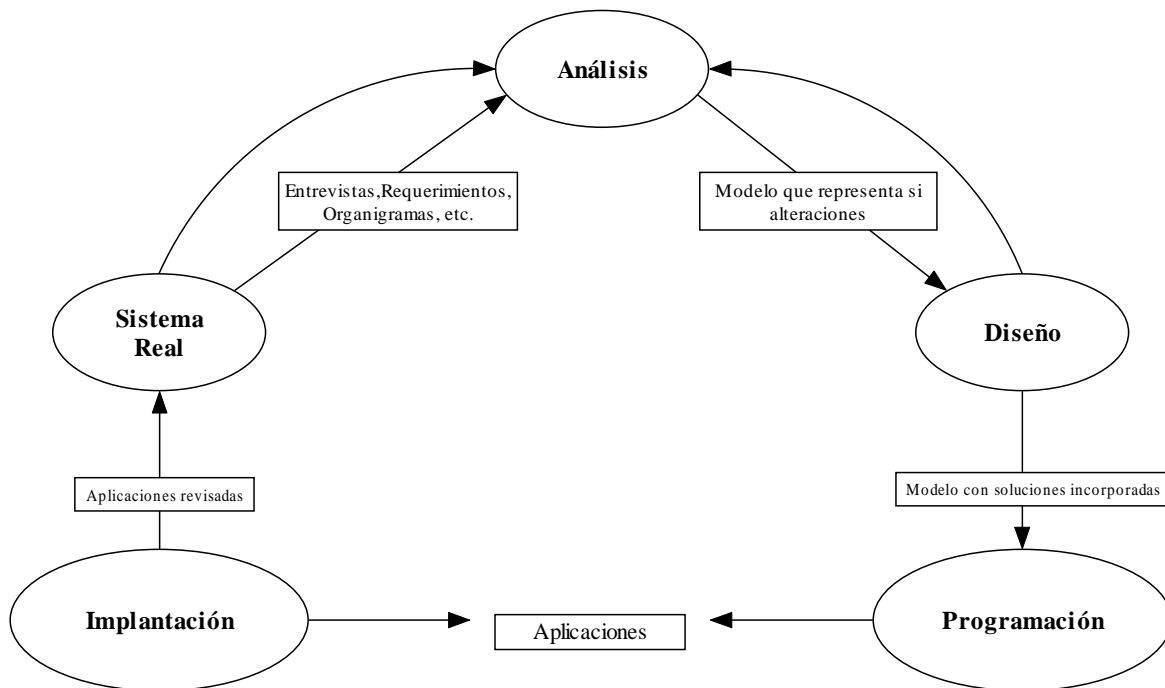 Análisis
Entrevistas,Requerimientos,
Organigramas, etc.
Modelo que representa si
alteraciones
Sistema
Real
Diseño
Aplicaciones revisadas
Modelo con soluciones incorporadas
Implantación
Aplicaciones
Programación